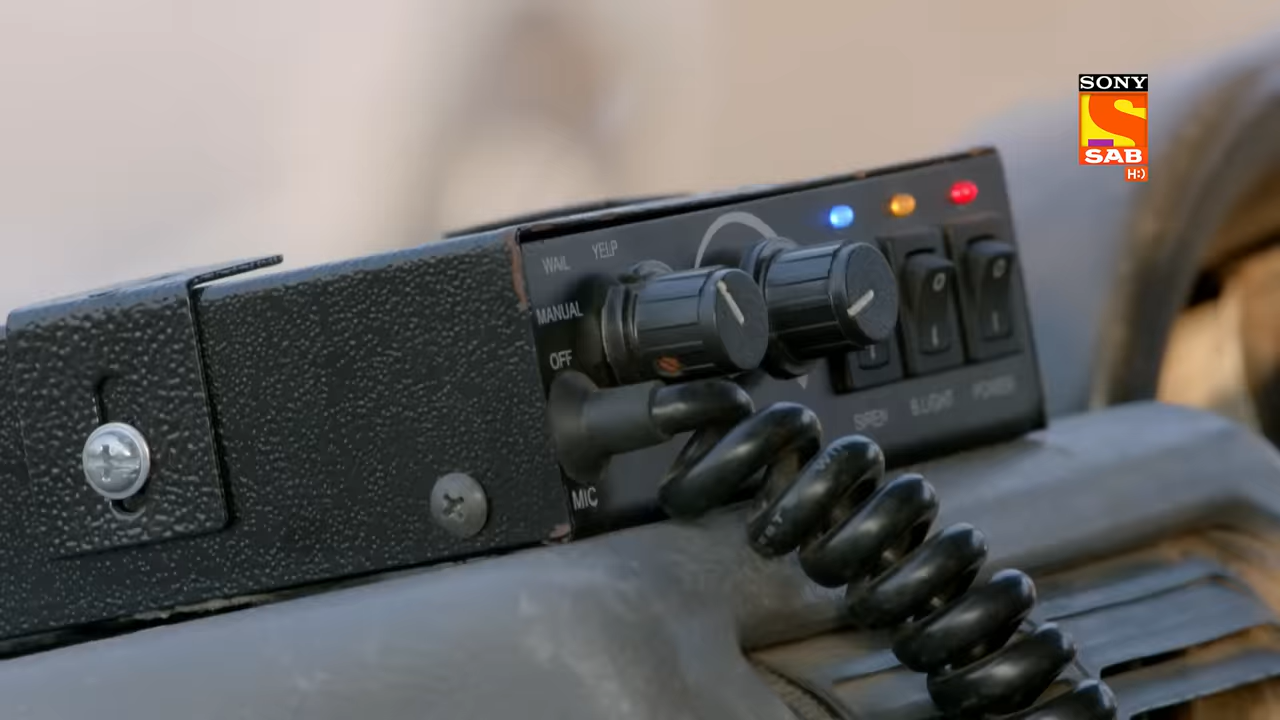 SONY
SAB
H:)
WAIL
YELP
MANUAL
OFF
MIC
SIREN
B.LIGHT
POWER